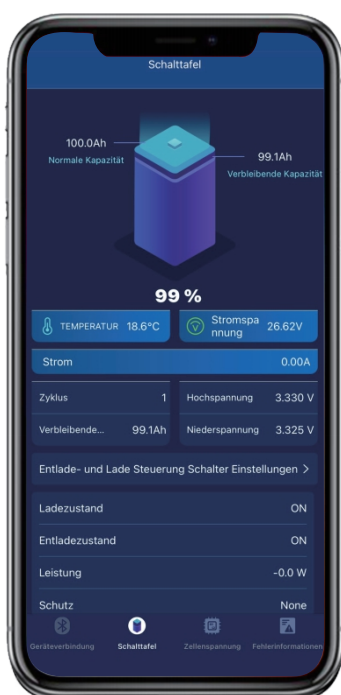 Schalttafel
100.0Ah
Normale Kapazität
99.1Ah
Verbleibende Kapazität
99 %
TEMPERATUR 18.6°C
Stromspa
nnung 26.62V
Strom 0.00A
Zyklus 1
Hochspannung 3.330 V
Verbleibende... 99.1Ah
Niederspannung 3.325 V
Entlade- und Lade Steuerung Schalter Einstellungen >
Ladezustand ON
Entladezustand ON
Leistung -0.0 W
Schutz None
Geräteverbindung Schalttafel Zellenspannung Fehlerinformationen